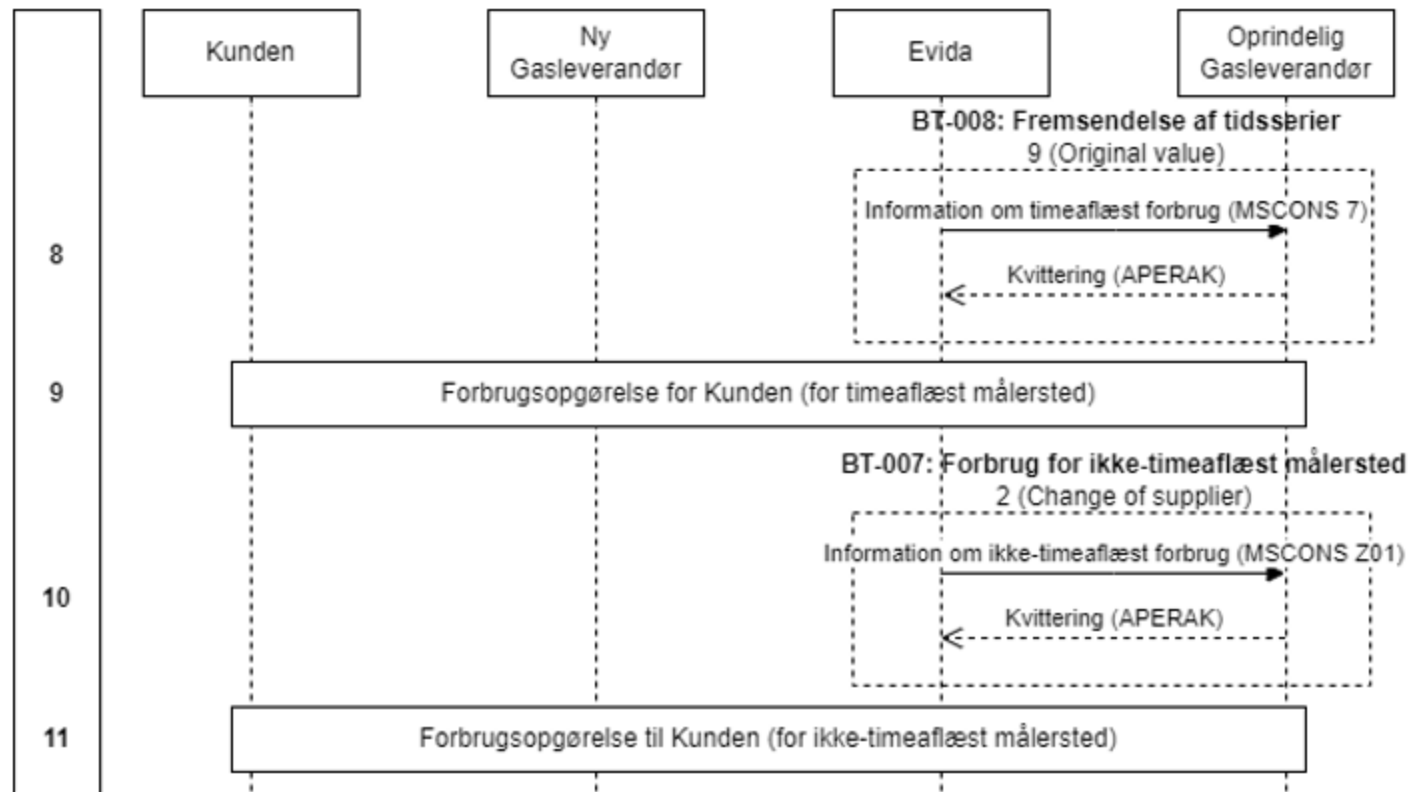 Kunden
Ny
Gasleverandør
Evida
Oprindelig
Gasleverandør
BT-008: Fremsendelse af tidsserier
9 (Original value)
Information om timeaflæst forbrug (MSCONS 7)
8
Kvittering (APERAK)
9
Forbrugsopgørelse for Kunden (for timeaflæst målersted)
BT-007: Forbrug for ikke-timeaflæst målersted
2 (Change of supplier)
Information om ikke-timeaflæst forbrug (MSCONS Z01)
10
Kvittering (APERAK)
11
Forbrugsopgørelse til Kunden (for ikke-timeaflæst målersted)